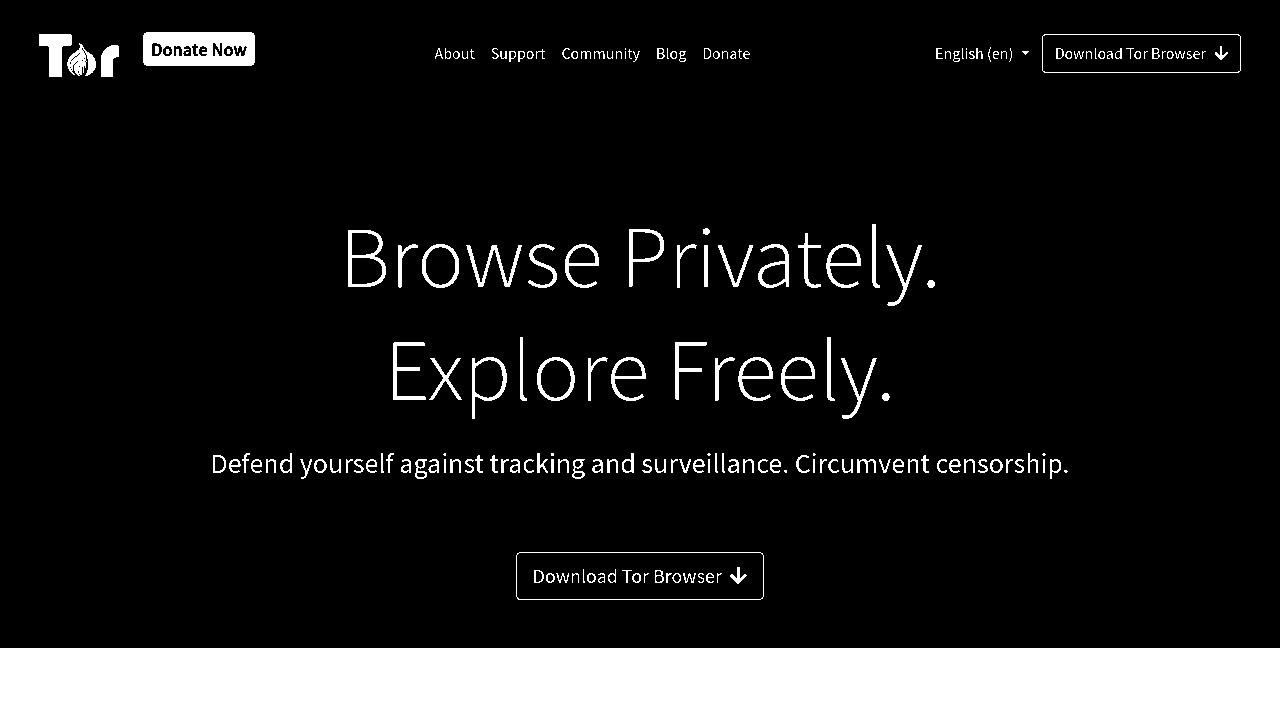 Tor
Donate Now
About Support Community Blog Donate
English (en)
Download Tor Browser
Browse Privately.
Explore Freely.
Defend yourself against tracking and surveillance. Circumvent censorship.
Download Tor Browser